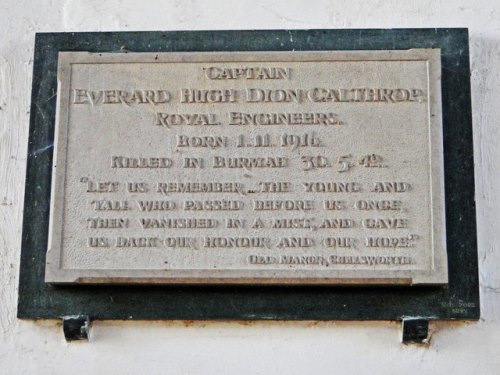 CAPTAIN
EVERARD HUGH DION CALTHROP.
ROYAL ENGINEERS.
BORN 1.11.1916.
KILLED IN BURMAH 30.5.42.
"LET US REMEMBER,... THE YOUNG AND
TALL WHO PASSED BEFORE US ONCE,
THEN VANISHED IN A MIST, AND GAVE
US BACK OUR HONOUR AND OUR HOPE."
OLD MANOR, CHELSWORTH.